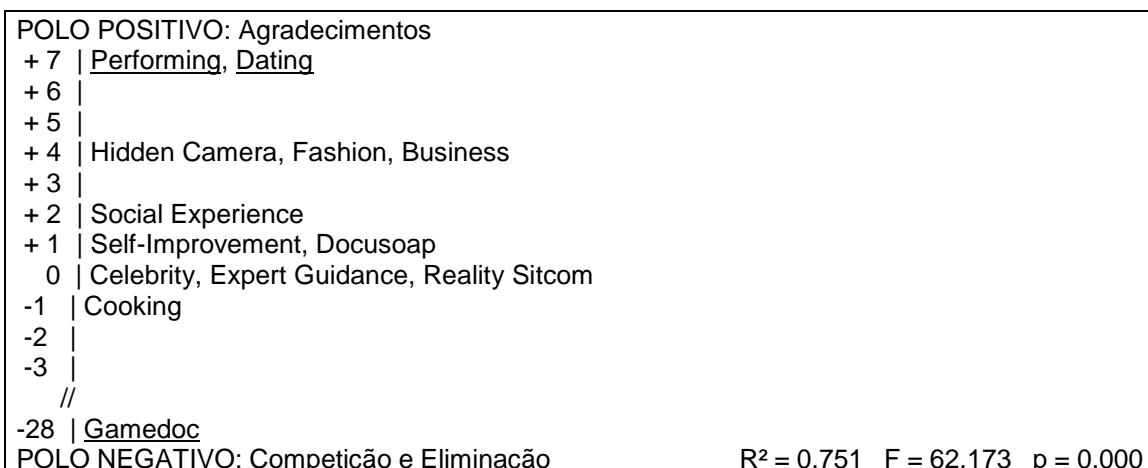 POLO POSITIVO: Agradecimentos
+ 7 | Performing, Dating
+ 6 |
+ 5 |
+ 4 | Hidden Camera, Fashion, Business
+ 3 |
+ 2 | Social Experience
+ 1 | Self-Improvement, Docusoap
0 | Celebrity, Expert Guidance, Reality Sitcom
-1 | Cooking
-2 |
-3 |
//
-28 | Gamedoc
POLO NEGATIVO: Competição e Eliminação R² = 0.751 F = 62.173 p = 0.000